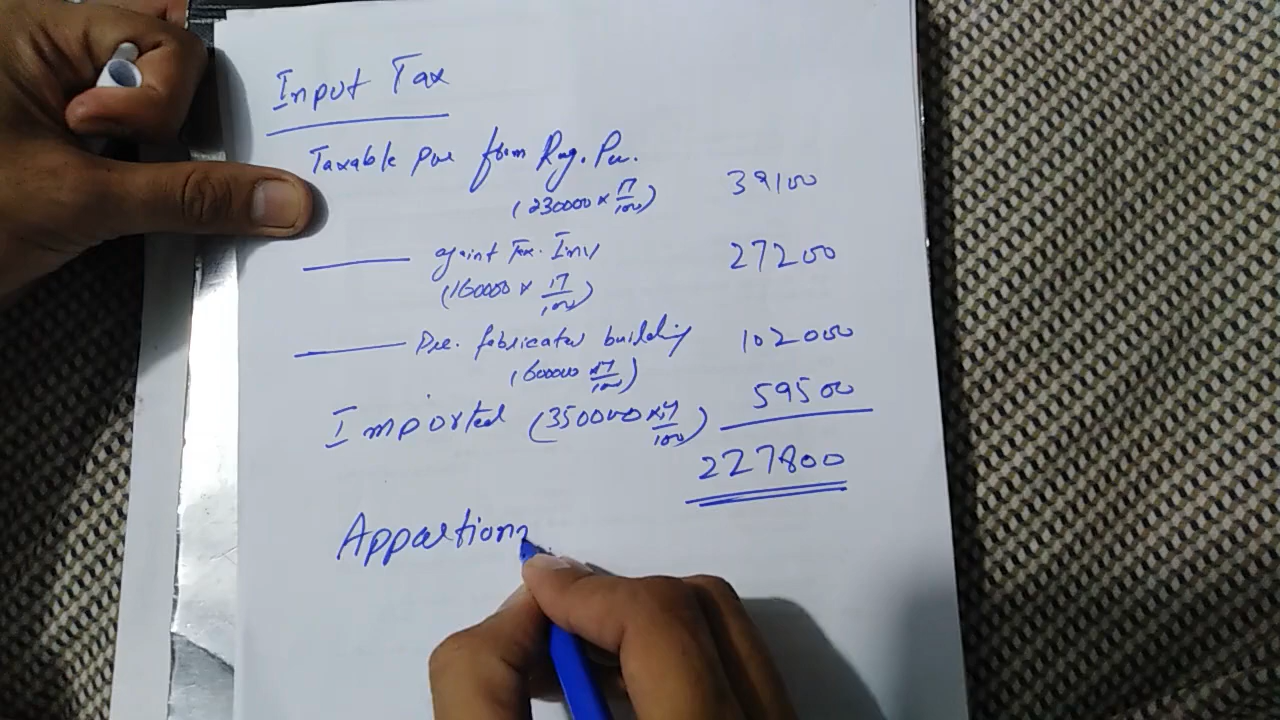 Input Tax
Taxable Pur from Reg. Per. 39100
(230000 × 17/100)
againt Tax. Inv 27200
(160000 × 17/100)
Pre. fabricated building 102000
(600000 17/100)
Imported (350000 × 17/100) 59500
227800
Apportion